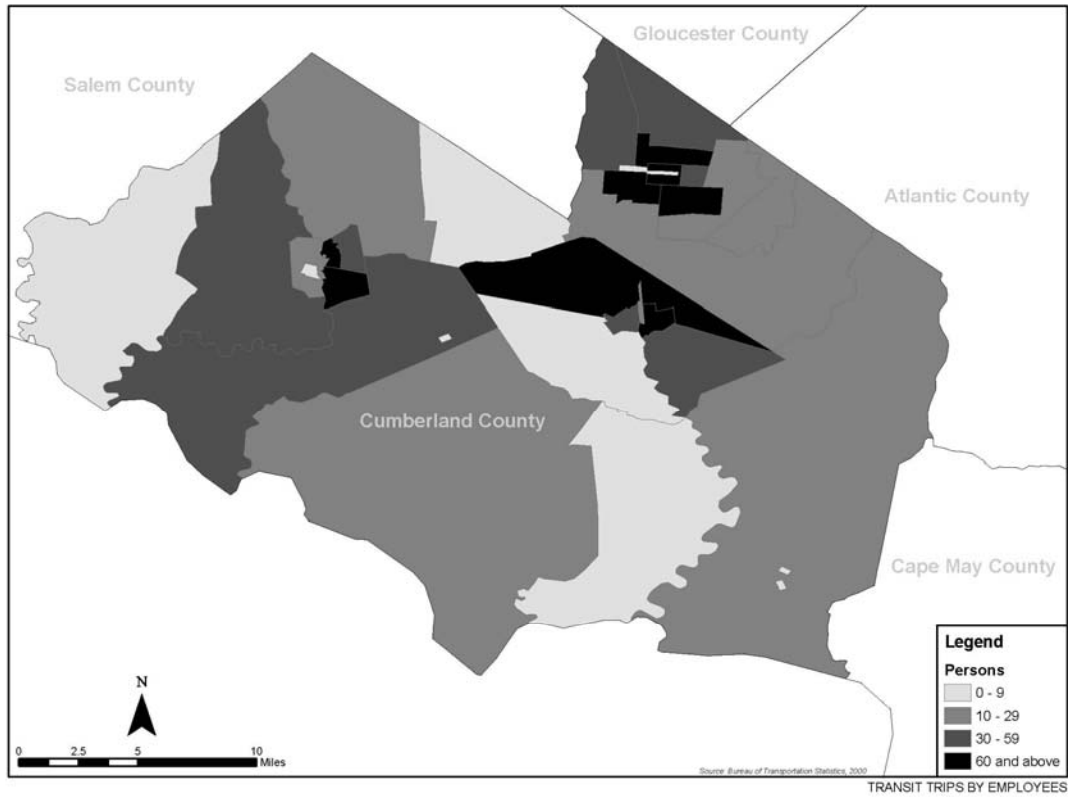 Gloucester County
Salem County
Atlantic County
Cumberland County
Cape May County
Legend
Persons
0 - 9
10 - 29
30 - 59
60 and above
N
0 2.5 5 10
Miles
Source: Bureau of Transportation Statistics, 2000
TRANSIT TRIPS BY EMPLOYEES